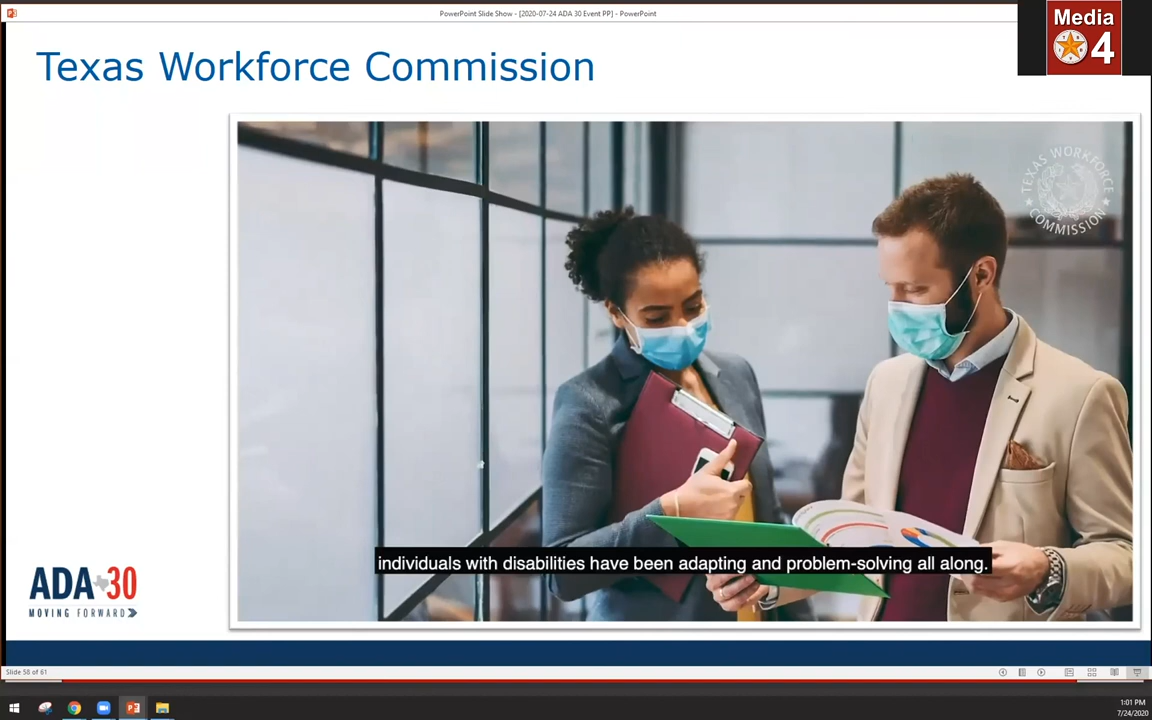 PowerPoint Slide Show - [2020-07-24 ADA 30 Event PP] - PowerPoint
Media
4
Texas Workforce Commission
TEXAS WORKFORCE
COMMISSION
individuals with disabilities have been adapting and problem-solving all along.
ADA 30
MOVING FORWARD
Slide 58 of 61
1:01 PM
7/24/2020